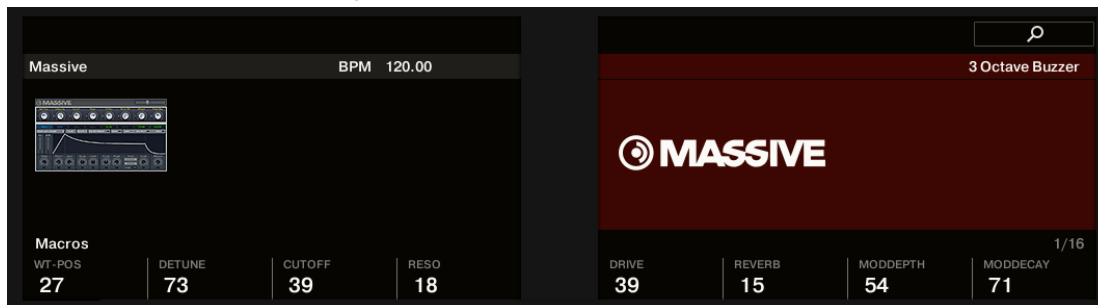 Massive
BPM 120.00
MASSIVE
Macros
WT-POS DETUNE CUTOFF RESO
27 73 39 18
3 Octave Buzzer
MASSIVE
1/16
DRIVE REVERB MODDEPTH MODDECAY
39 15 54 71